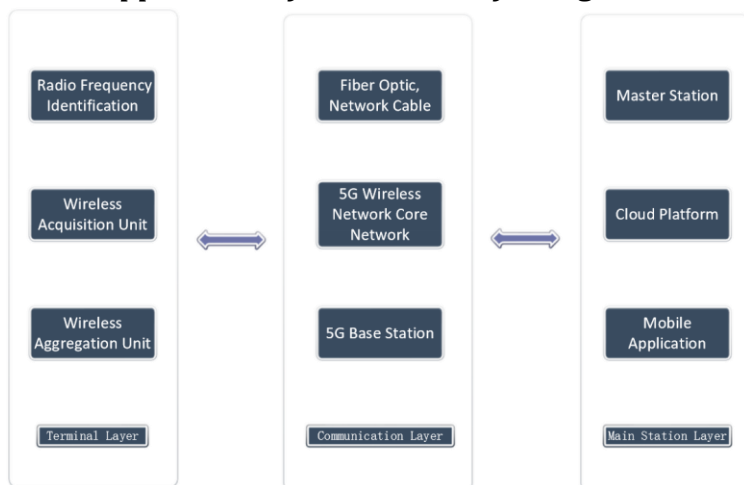 Radio Frequency
Identification
Wireless
Acquisition Unit
Wireless
Aggregation Unit
Terminal Layer
Fiber Optic,
Network Cable
5G Wireless
Network Core
Network
5G Base Station
Communication Layer
Master Station
Cloud Platform
Mobile
Application
Main Station Layer